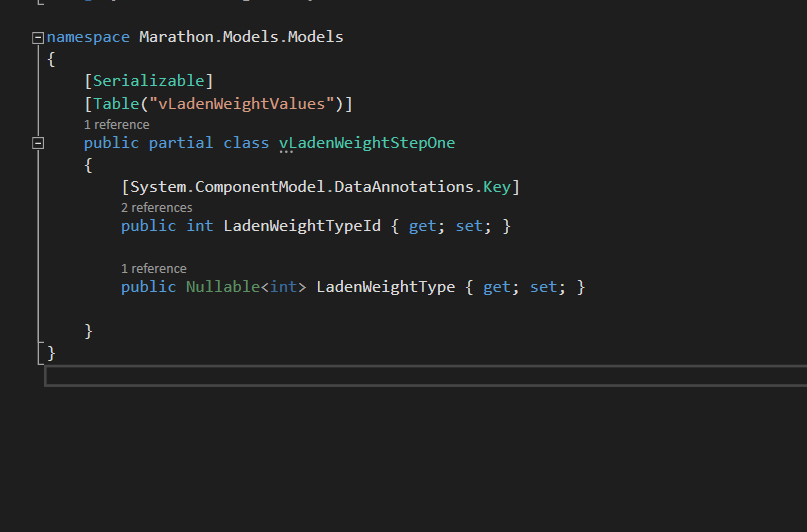 namespace Marathon.Models.Models
{
[Serializable]
[Table("vLadenWeightValues")]
1 reference
public partial class vLadenWeightStepOne
{
[System.ComponentModel.DataAnnotations.Key]
2 references
public int LadenWeightTypeId { get; set; }
1 reference
public Nullable<int> LadenWeightType { get; set; }
}
}